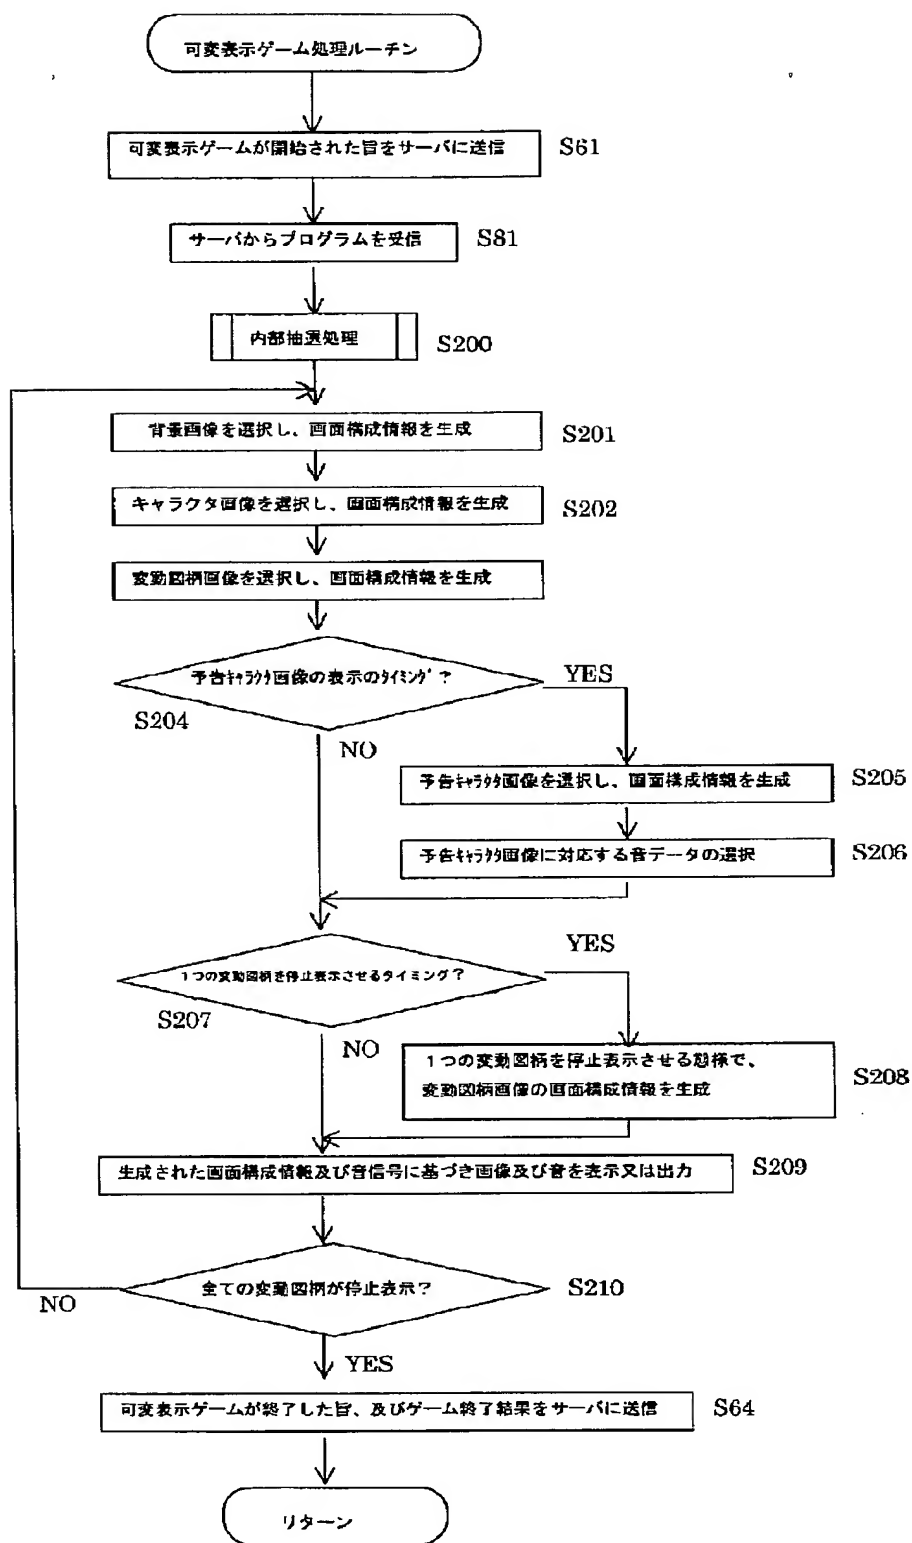 可変表示ゲーム処理ルーチン
可変表示ゲームが開始された旨をサーバに送信
S61
サーバからプログラムを受信
S81
内部抽選処理
S200
背景画像を選択し、画面構成情報を生成
S201
キャラクタ画像を選択し、画面構成情報を生成
S202
変動図柄画像を選択し、画面構成情報を生成
予告ｷｬﾗｸﾀ画像の表示のﾀｲﾐﾝｸﾞ?
YES
S204
NO
予告ｷｬﾗｸﾀ画像を選択し、画面構成情報を生成
S205
予告ｷｬﾗｸﾀ画像に対応する音データの選択
S206
1つの変動図柄を停止表示させるタイミング?
YES
S207
NO
1つの変動図柄を停止表示させる態様で、
変動図柄画像の画面構成情報を生成
S208
生成された画面構成情報及び音信号に基づき画像及び音を表示又は出力
S209
全ての変動図柄が停止表示?
S210
NO
YES
可変表示ゲームが終了した旨、及びゲーム終了結果をサーバに送信
S64
リターン